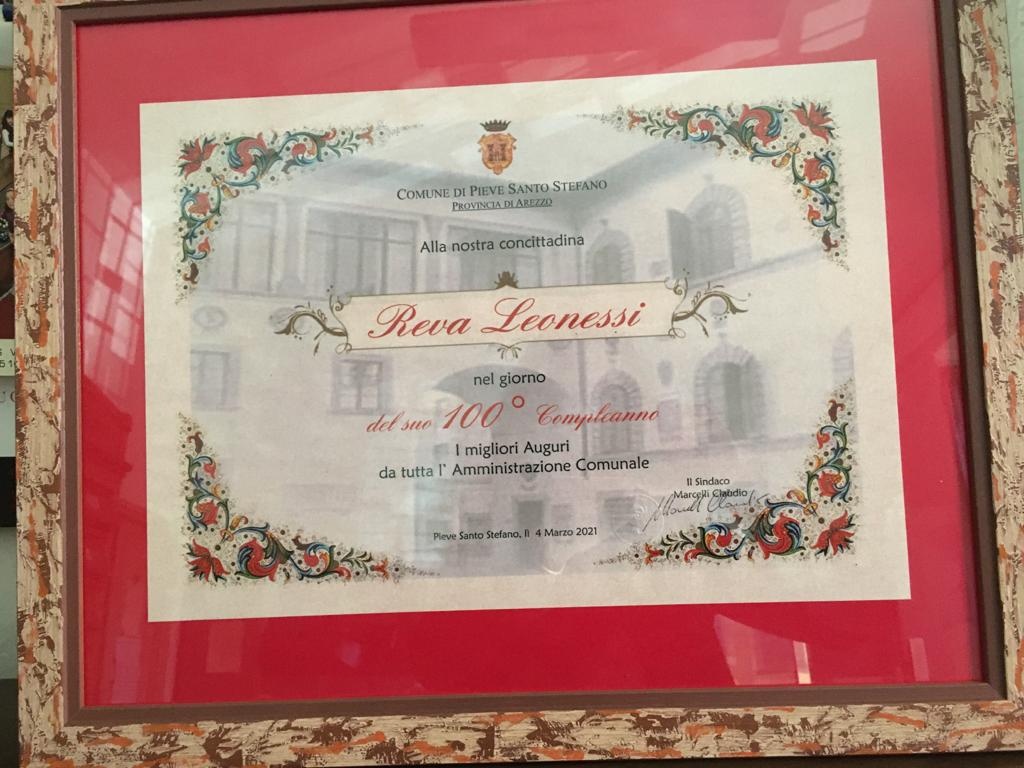 COMUNE DI PIEVE SANTO STEFANO
PROVINCIA DI AREZZO
Alla nostra concittadina
Reva Leonessi
nel giorno
del suo 100° Compleanno
I migliori Auguri
da tutta l' Amministrazione Comunale
Il Sindaco
Marcelli Claudio
Pieve Santo Stefano, lì 4 Marzo 2021